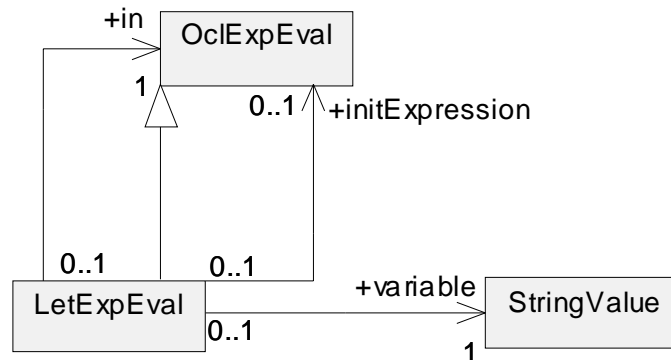 +in
OclExpEval
1
0..1
+initExpression
0..1
0..1
LetExpEval
+variable
StringValue
0..1
1